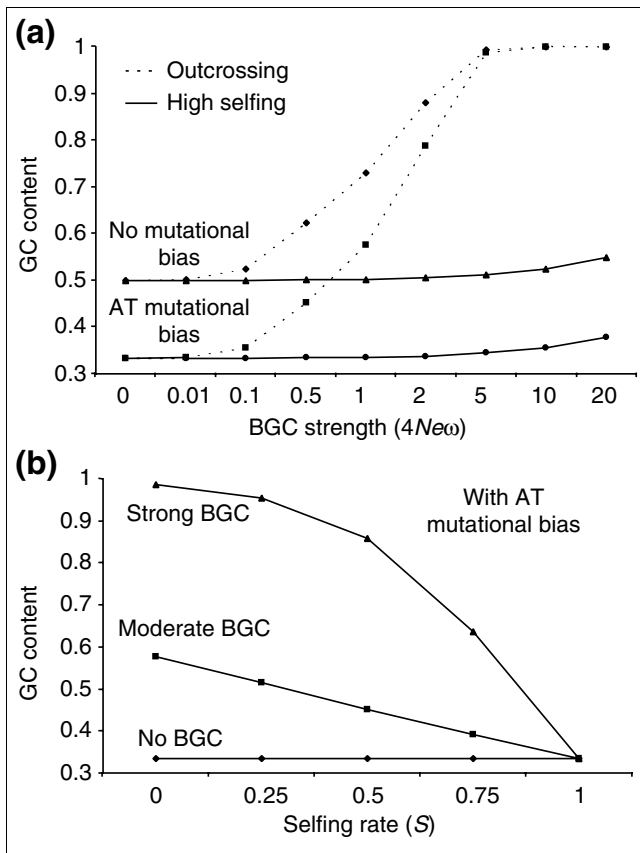 (a)
1
0.9
0.8
0.7
0.6
0.5
0.4
0.3
GC content
Outcrossing
High selfing
No mutational
bias
AT mutational
bias
0 0.01 0.1 0.5 1 2 5 10 20
BGC strength (4Neω)
(b)
1
0.9
0.8
0.7
0.6
0.5
0.4
0.3
GC content
With AT
mutational bias
Strong BGC
Moderate BGC
No BGC
0 0.25 0.5 0.75 1
Selfing rate (S)